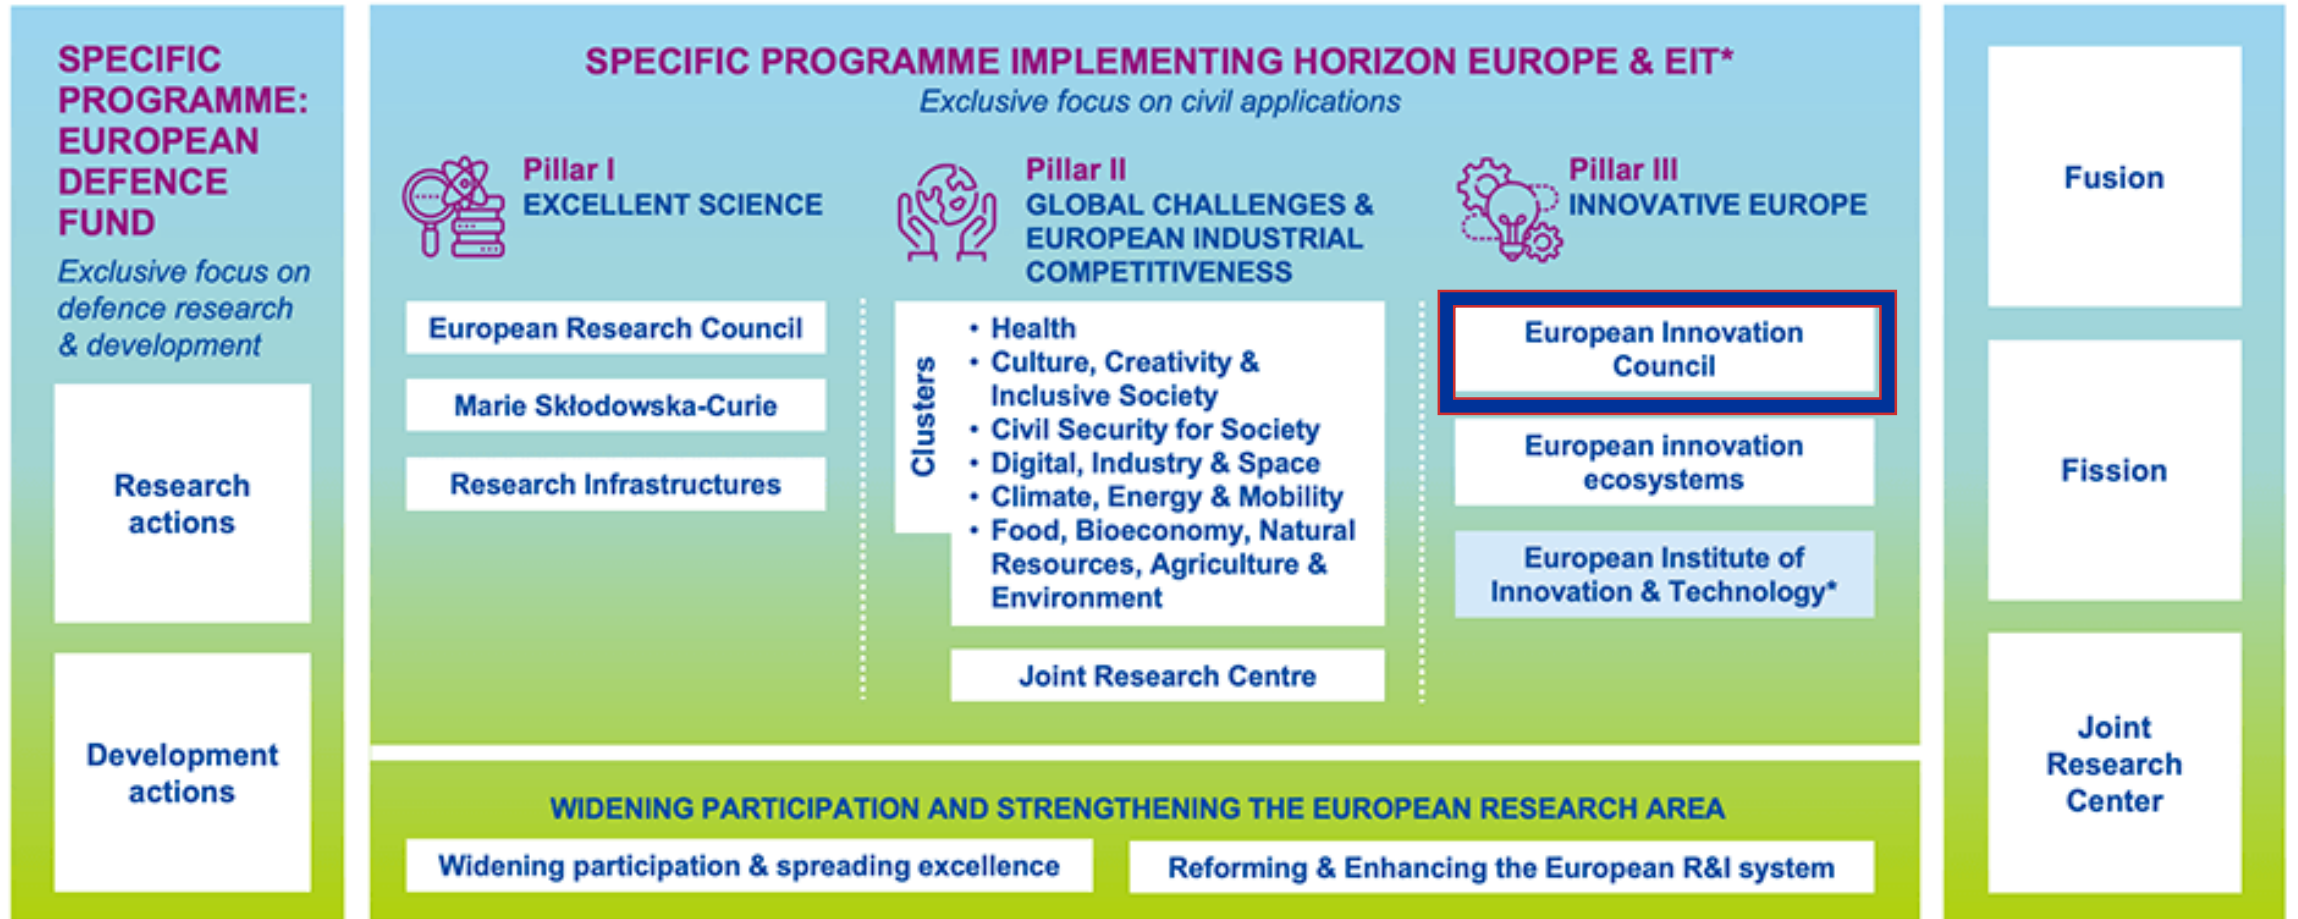 SPECIFIC
PROGRAMME:
EUROPEAN
DEFENCE
FUND
Exclusive focus on
defence research
& development
Research
actions
Development
actions
SPECIFIC PROGRAMME IMPLEMENTING HORIZON EUROPE & EIT*
Exclusive focus on civil applications
Pillar I
EXCELLENT SCIENCE
European Research Council
Marie Skłodowska-Curie
Research Infrastructures
Pillar II
GLOBAL CHALLENGES &
EUROPEAN INDUSTRIAL
COMPETITIVENESS
Clusters
• Health
• Culture, Creativity &
Inclusive Society
• Civil Security for Society
• Digital, Industry & Space
• Climate, Energy & Mobility
• Food, Bioeconomy, Natural
Resources, Agriculture &
Environment
Joint Research Centre
Pillar III
INNOVATIVE EUROPE
European Innovation
Council
European innovation
ecosystems
European Institute of
Innovation & Technology*
WIDENING PARTICIPATION AND STRENGTHENING THE EUROPEAN RESEARCH AREA
Widening participation & spreading excellence
Reforming & Enhancing the European R&I system
Fusion
Fission
Joint
Research
Center